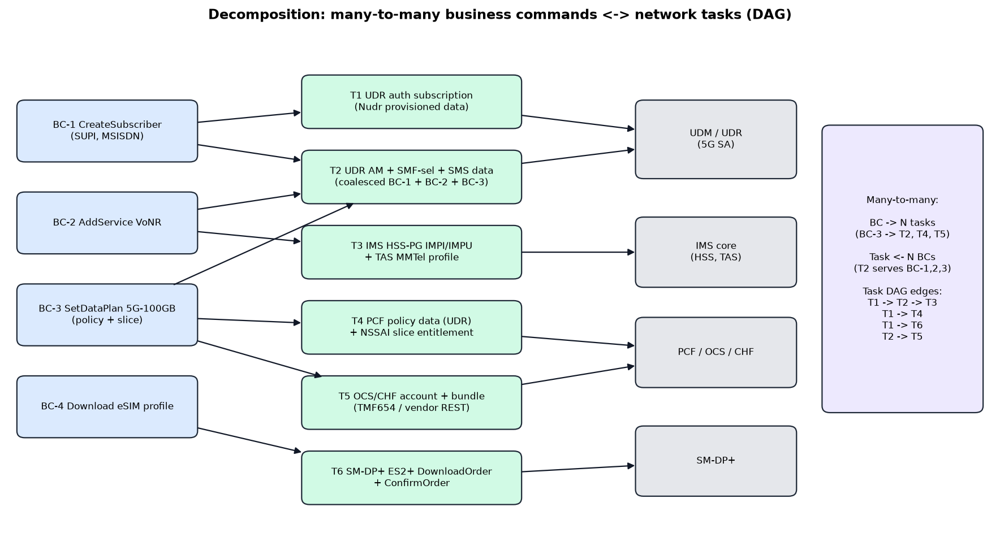 Decomposition: many-to-many business commands <-> network tasks (DAG)
BC-1 CreateSubscriber
(SUPI, MSISDN)
BC-2 AddService VoNR
BC-3 SetDataPlan 5G-100GB
(policy + slice)
BC-4 Download eSIM profile
T1 UDR auth subscription
(Nudr provisioned data)
T2 UDR AM + SMF-sel + SMS data
(coalesced BC-1 + BC-2 + BC-3)
T3 IMS HSS-PG IMPI/IMPU
+ TAS MMTel profile
T4 PCF policy data (UDR)
+ NSSAI slice entitlement
T5 OCS/CHF account + bundle
(TMF654 / vendor REST)
T6 SM-DP+ ES2+ DownloadOrder
+ ConfirmOrder
UDM / UDR
(5G SA)
IMS core
(HSS, TAS)
PCF / OCS / CHF
SM-DP+
Many-to-many:
BC -> N tasks
(BC-3 -> T2, T4, T5)
Task <- N BCs
(T2 serves BC-1,2,3)
Task DAG edges:
T1 -> T2 -> T3
T1 -> T4
T1 -> T6
T2 -> T5